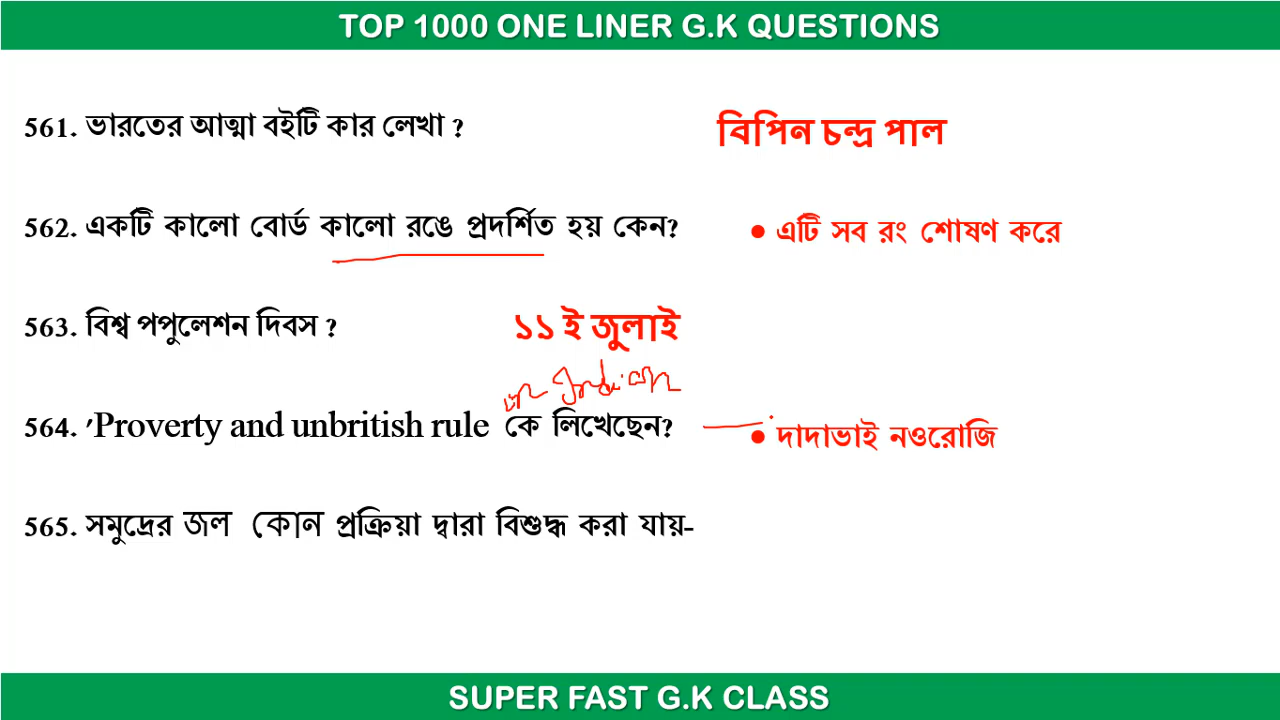 TOP 1000 ONE LINER G.K QUESTIONS
561. ভারতের আত্মা বইটি কার লেখা ? বিপিন চন্দ্র পাল
562. একটি কালো বোর্ড কালো রঙে প্রদর্শিত হয় কেন? • এটি সব রং শোষণ করে
563. বিশ্ব পপুলেশন দিবস ? ১১ ই জুলাই
in Indian
564. 'Proverty and unbritish rule কে লিখেছেন? • দাদাভাই নওরোজি
565. সমুদ্রের জল কোন প্রক্রিয়া দ্বারা বিশুদ্ধ করা যায়-
SUPER FAST G.K CLASS